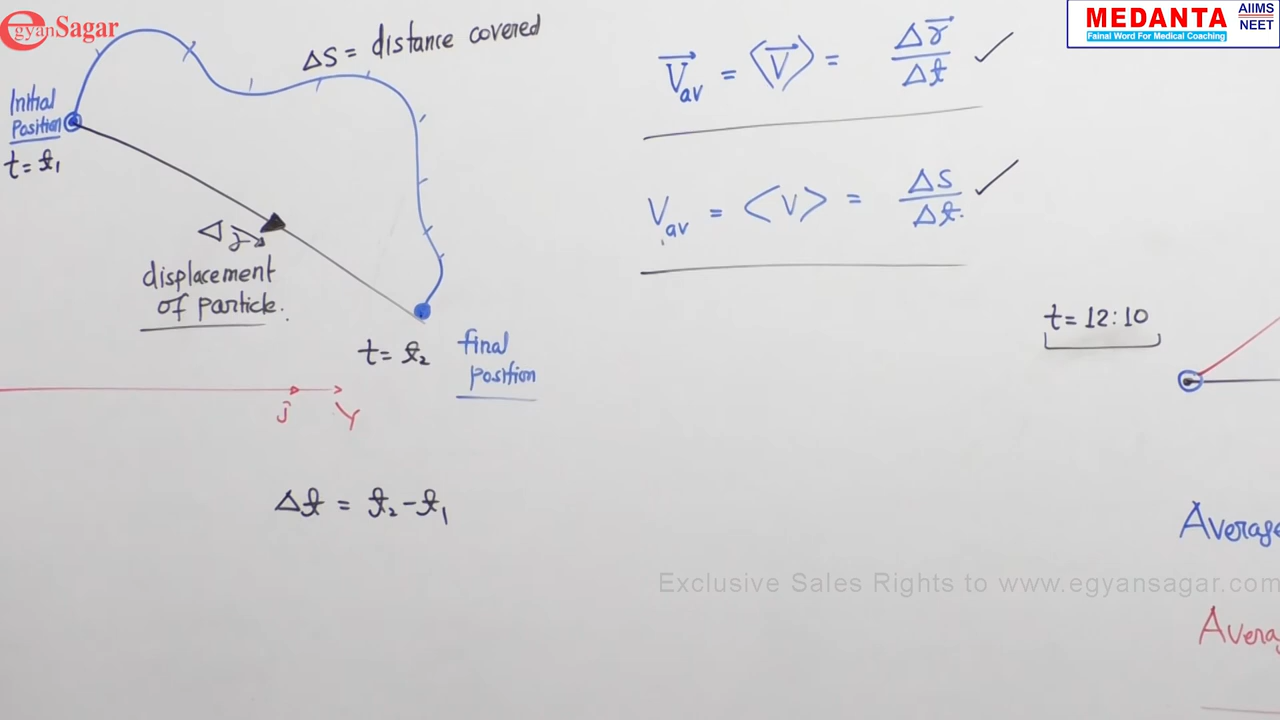 egyanSagar
MEDANTA
AIIMS
NEET
Fainal Word For Medical Coaching
ΔS = distance covered
Initial
Position
t = t₁
Δr⃗
displacement
of particle.
t = t₂
final
position
j Y
Δt = t₂ - t₁
V⃗av = <V⃗> = Δr⃗/Δt ✓
Vav = <V> = ΔS/Δt. ✓
t = 12:10
Average
Exclusive Sales Rights to www.egyansagar.com
Avera